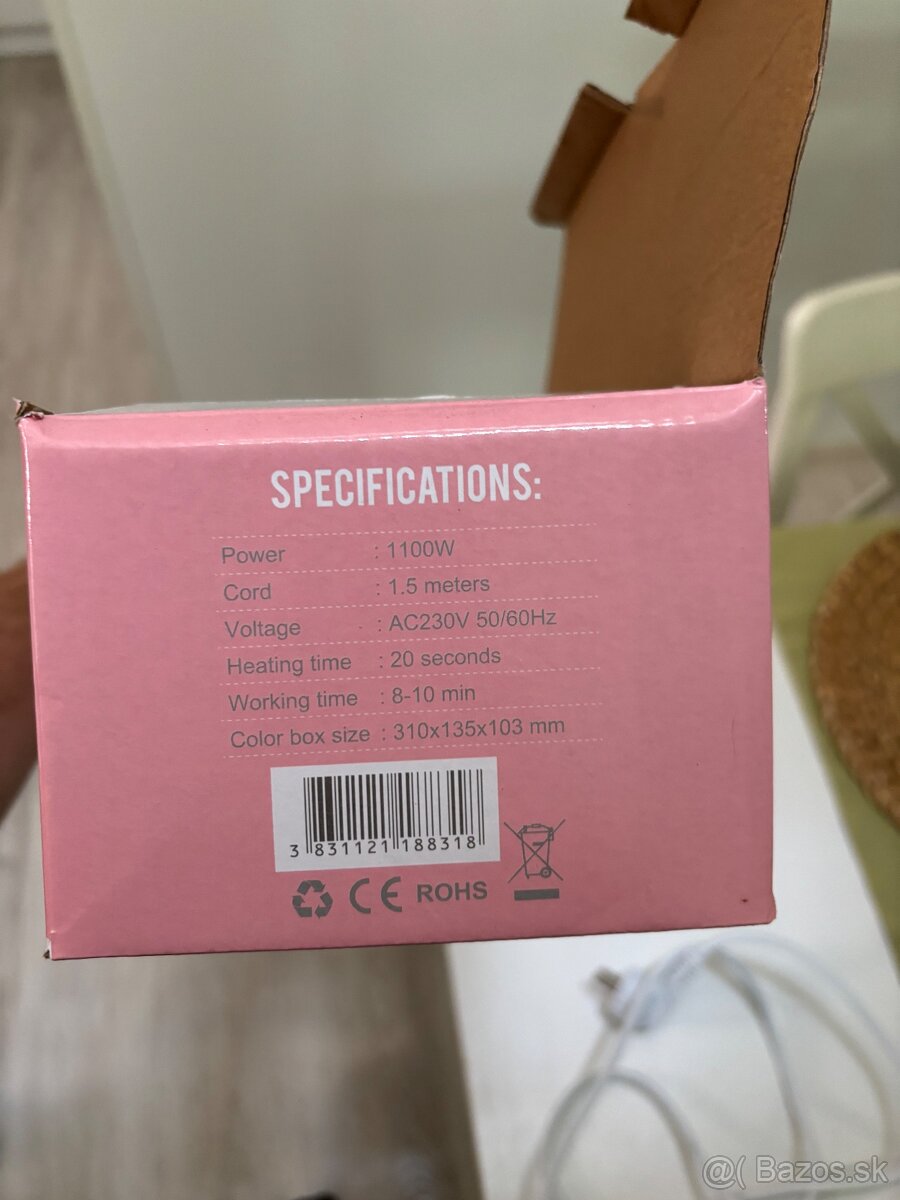 SPECIFICATIONS:
Power : 1100W
Cord : 1.5 meters
Voltage : AC230V 50/60Hz
Heating time : 20 seconds
Working time : 8-10 min
Color box size : 310x135x103 mm
3 831121 188318
CE ROHS
@( Bazos.sk